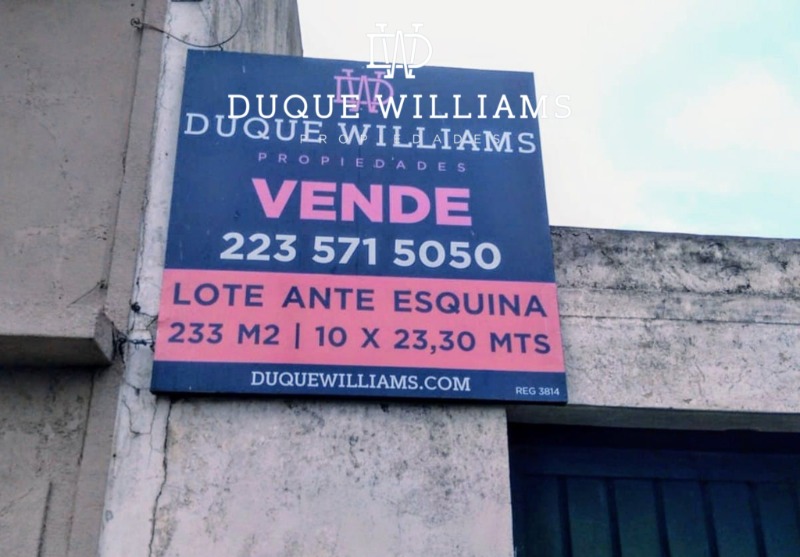 DUQUE WILLIAMS
PROPIEDADES
DUQUE WILLIAMS
PROPIEDADES
VENDE
223 571 5050
LOTE ANTE ESQUINA
233 M2 | 10 X 23,30 MTS
DUQUEWILLIAMS.COM
REG 3814